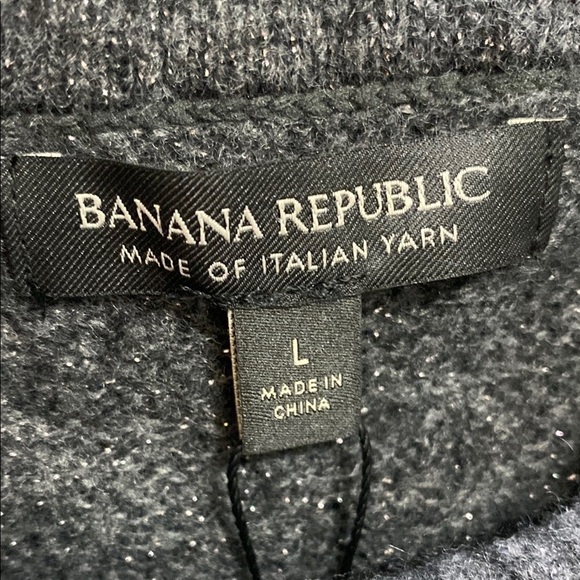 BANANA REPUBLIC
MADE OF ITALIAN YARN
L
MADE IN
CHINA